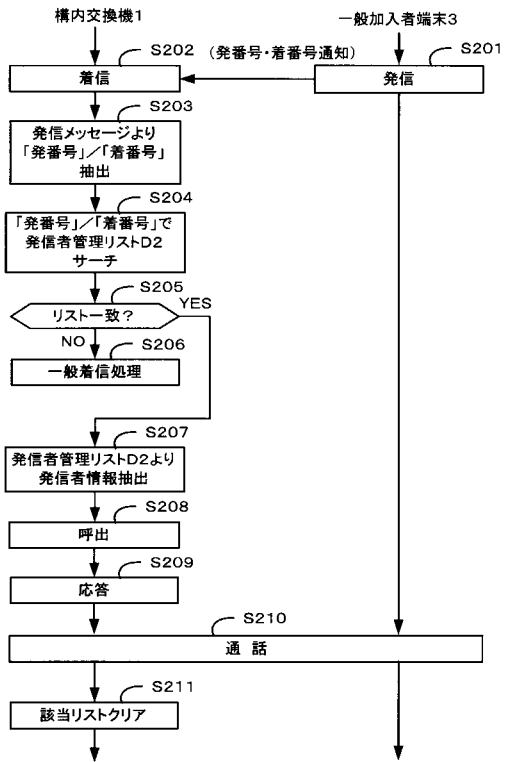 構内交換機1
一般加入者端末3
S202
(発番号・着番号通知)
S201
着信
発信
S203
発信メッセージより
「発番号」/「着番号」
抽出
S204
「発番号」/「着番号」で
発信者管理リストD2
サーチ
S205
リスト一致?
YES
NO
S206
一般着信処理
S207
発信者管理リストD2より
発信者情報抽出
S208
呼出
S209
応答
S210
通 話
S211
該当リストクリア